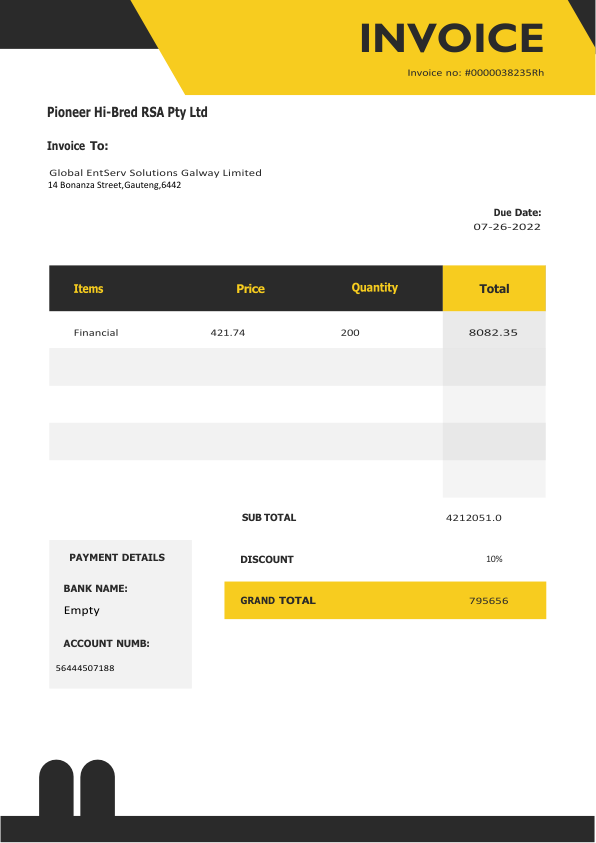 INVOICE
Invoice no: #0000038235Rh
Pioneer Hi-Bred RSA Pty Ltd
Invoice To:
Global EntServ Solutions Galway Limited
14 Bonanza Street,Gauteng,6442
Due Date:
07-26-2022
Items Price Quantity Total
Financial 421.74 200 8082.35
SUB TOTAL 4212051.0
PAYMENT DETAILS
DISCOUNT 10%
BANK NAME:
Empty
GRAND TOTAL 795656
ACCOUNT NUMB:
56444507188